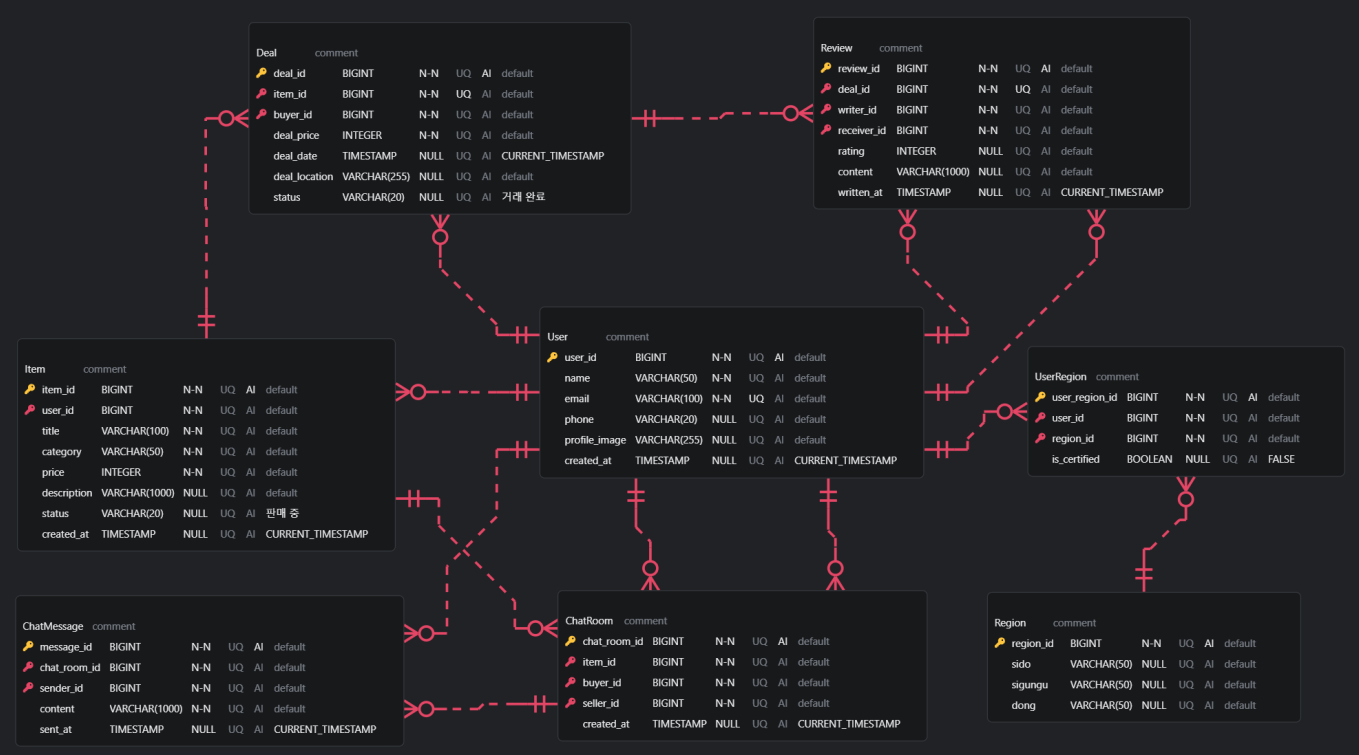 Deal comment
deal_id BIGINT N-N UQ AI default
item_id BIGINT N-N UQ AI default
buyer_id BIGINT N-N UQ AI default
deal_price INTEGER N-N UQ AI default
deal_date TIMESTAMP NULL UQ AI CURRENT_TIMESTAMP
deal_location VARCHAR(255) NULL UQ AI default
status VARCHAR(20) NULL UQ AI 거래 완료
Review comment
review_id BIGINT N-N UQ AI default
deal_id BIGINT N-N UQ AI default
writer_id BIGINT N-N UQ AI default
receiver_id BIGINT N-N UQ AI default
rating INTEGER NULL UQ AI default
content VARCHAR(1000) NULL UQ AI default
written_at TIMESTAMP NULL UQ AI CURRENT_TIMESTAMP
User comment
user_id BIGINT N-N UQ AI default
name VARCHAR(50) N-N UQ AI default
email VARCHAR(100) N-N UQ AI default
phone VARCHAR(20) NULL UQ AI default
profile_image VARCHAR(255) NULL UQ AI default
created_at TIMESTAMP NULL UQ AI CURRENT_TIMESTAMP
Item comment
item_id BIGINT N-N UQ AI default
user_id BIGINT N-N UQ AI default
title VARCHAR(100) N-N UQ AI default
category VARCHAR(50) N-N UQ AI default
price INTEGER N-N UQ AI default
description VARCHAR(1000) NULL UQ AI default
status VARCHAR(20) NULL UQ AI 판매 중
created_at TIMESTAMP NULL UQ AI CURRENT_TIMESTAMP
UserRegion comment
user_region_id BIGINT N-N UQ AI default
user_id BIGINT N-N UQ AI default
region_id BIGINT N-N UQ AI default
is_certified BOOLEAN NULL UQ AI FALSE
ChatMessage comment
message_id BIGINT N-N UQ AI default
chat_room_id BIGINT N-N UQ AI default
sender_id BIGINT N-N UQ AI default
content VARCHAR(1000) N-N UQ AI default
sent_at TIMESTAMP NULL UQ AI CURRENT_TIMESTAMP
ChatRoom comment
chat_room_id BIGINT N-N UQ AI default
item_id BIGINT N-N UQ AI default
buyer_id BIGINT N-N UQ AI default
seller_id BIGINT N-N UQ AI default
created_at TIMESTAMP NULL UQ AI CURRENT_TIMESTAMP
Region comment
region_id BIGINT N-N UQ AI default
sido VARCHAR(50) NULL UQ AI default
sigungu VARCHAR(50) NULL UQ AI default
dong VARCHAR(50) NULL UQ AI default